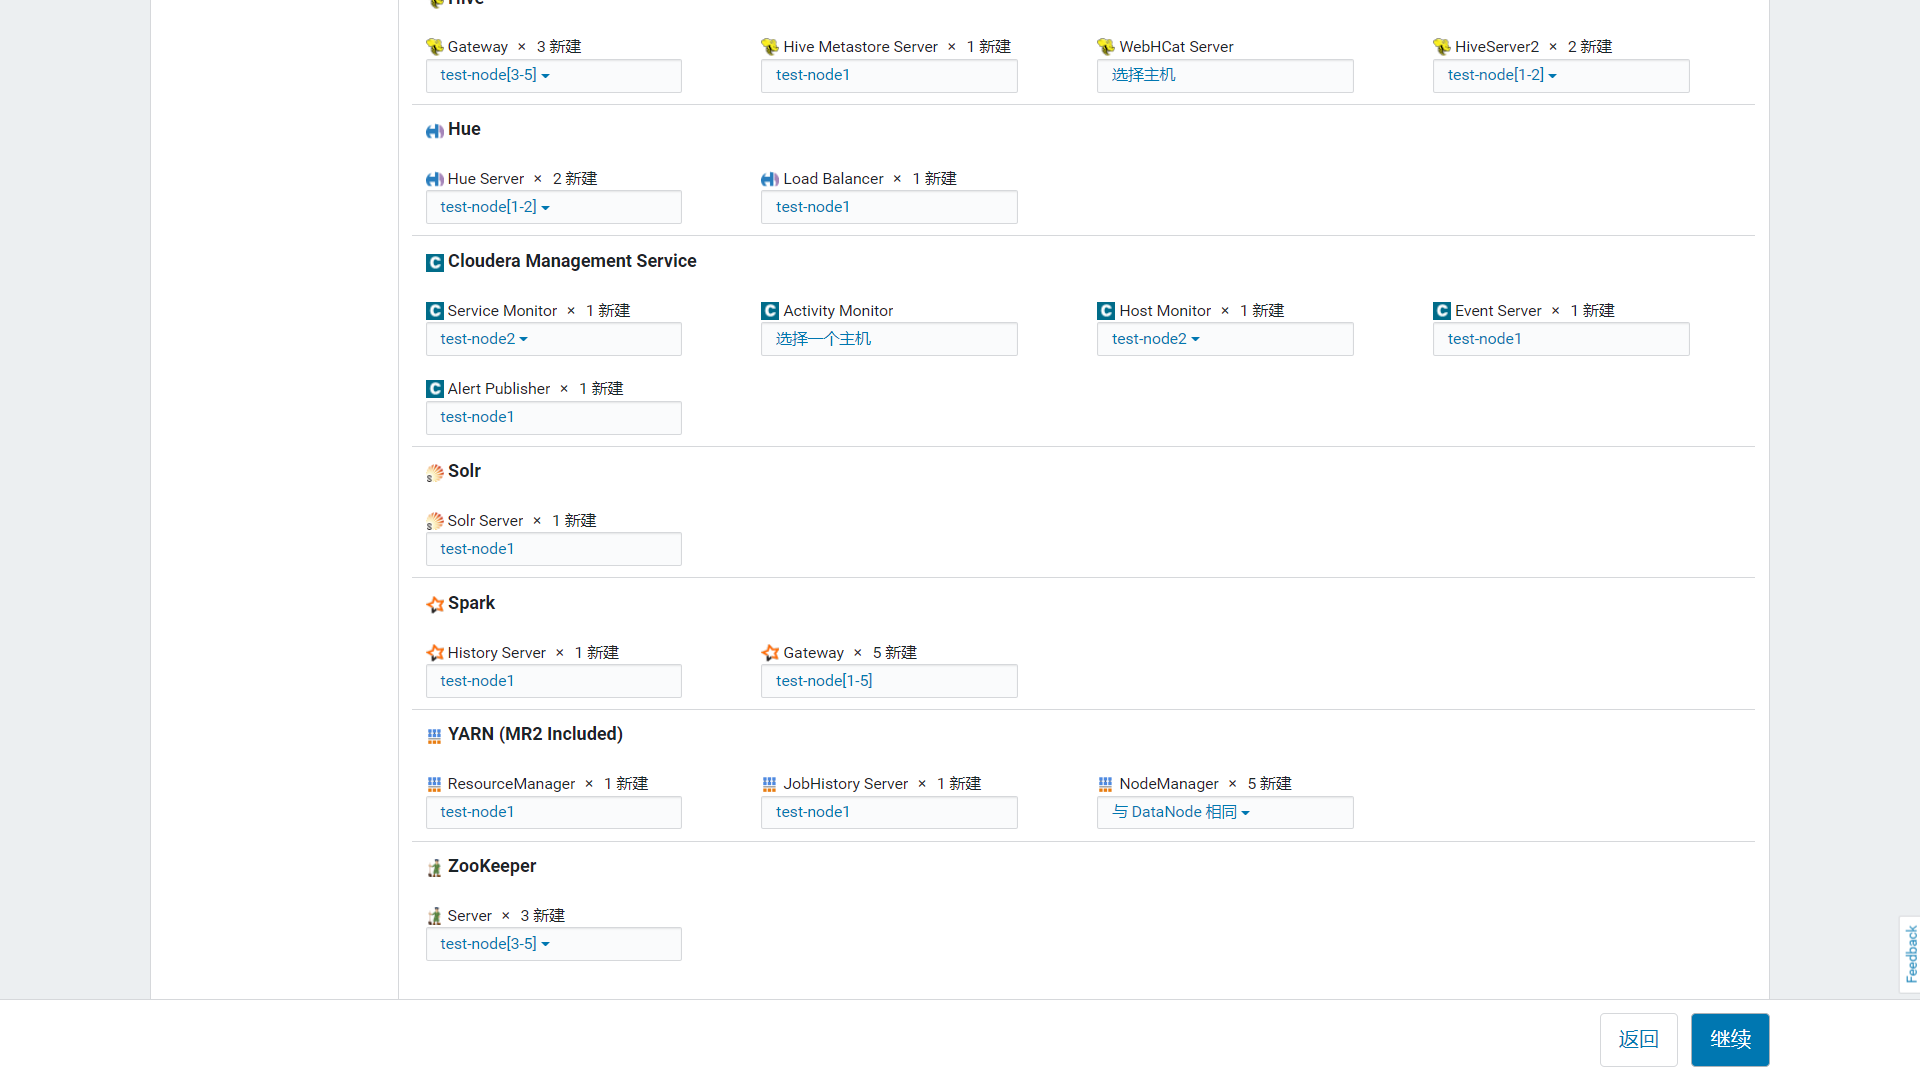 Hive
Gateway × 3 新建
Hive Metastore Server × 1 新建
WebHCat Server
HiveServer2 × 2 新建
test-node[3-5]
test-node1
选择主机
test-node[1-2]
Hue
Hue Server × 2 新建
Load Balancer × 1 新建
test-node[1-2]
test-node1
Cloudera Management Service
Service Monitor × 1 新建
Activity Monitor
Host Monitor × 1 新建
Event Server × 1 新建
test-node2
选择一个主机
test-node2
test-node1
Alert Publisher × 1 新建
test-node1
Solr
Solr Server × 1 新建
test-node1
Spark
History Server × 1 新建
Gateway × 5 新建
test-node1
test-node[1-5]
YARN (MR2 Included)
ResourceManager × 1 新建
JobHistory Server × 1 新建
NodeManager × 5 新建
test-node1
test-node1
与 DataNode 相同
ZooKeeper
Server × 3 新建
test-node[3-5]
Feedback
返回
继续